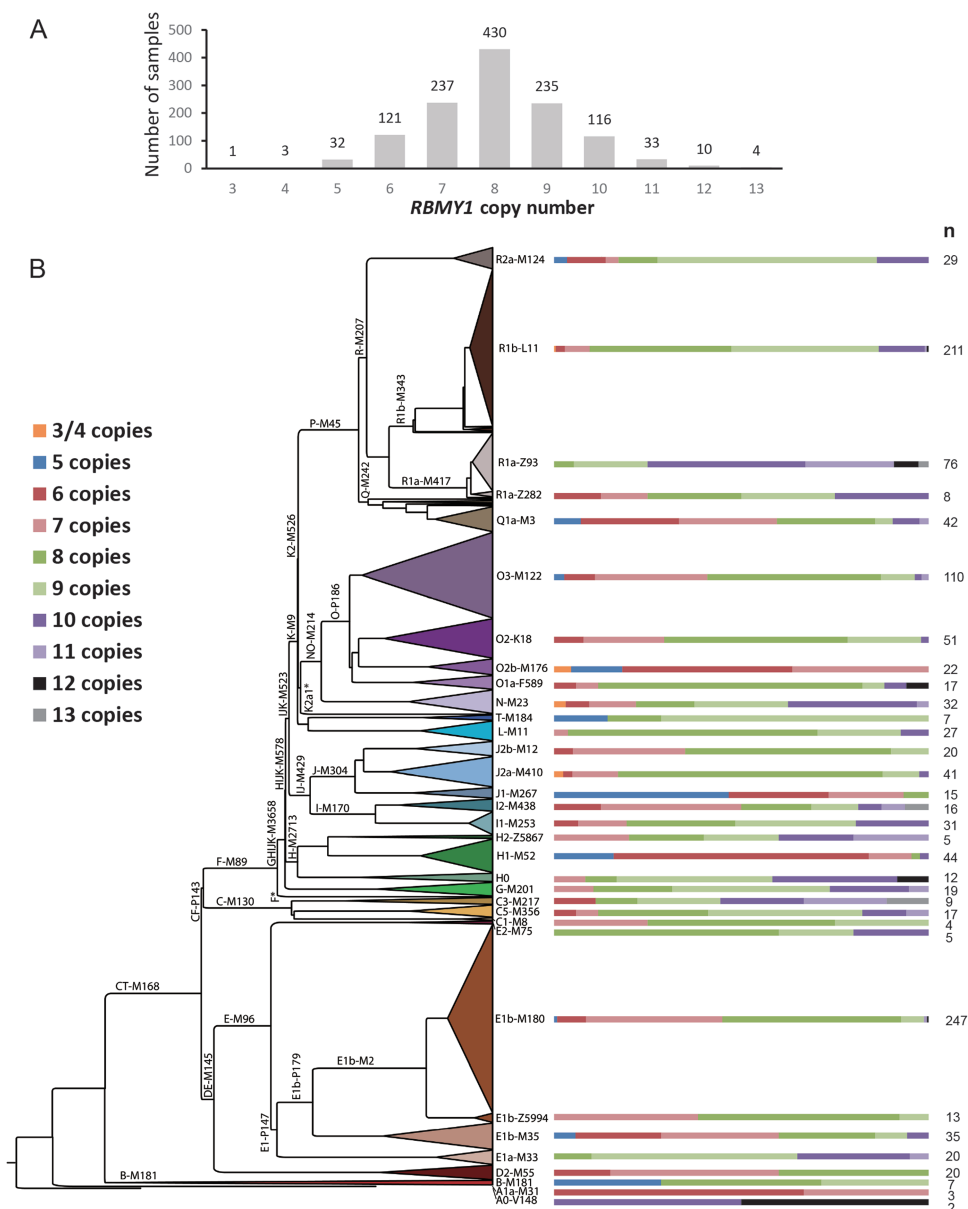 A
Number of samples
500
400
300
200
100
0
1
3
32
121
237
430
235
116
33
10
4
3
4
5
6
7
8
9
10
11
12
13
RBMY1 copy number
B
n
3/4 copies
5 copies
6 copies
7 copies
8 copies
9 copies
10 copies
11 copies
12 copies
13 copies
R-M207
R1b-M343
P-M45
Q-M242
R1a-M417
K2-M526
O-P186
NO-M214
K-M9
K2a1*
IJK-M523
HIJK-M578
IJ-M429
J-M304
I-M170
GHIJK-M3658
H-M2713
F-M89
F*
CF-P143
C-M130
CT-M168
E-M96
DE-M145
E1b-P179
E1b-M2
E1-P147
B-M181
R2a-M124 29
R1b-L11 211
R1a-Z93 76
R1a-Z282 8
Q1a-M3 42
O3-M122 110
O2-K18 51
O2b-M176 22
O1a-F589 17
N-M23 32
T-M184 7
L-M11 27
J2b-M12 20
J2a-M410 41
J1-M267 15
I2-M438 16
I1-M253 31
H2-Z5867 5
H1-M52 44
H0 12
G-M201 19
C3-M217 9
C5-M356 17
C1-M8 4
E2-M75 5
E1b-M180 247
E1b-Z5994 13
E1b-M35 35
E1a-M33 20
D2-M55 20
B-M181 7
A1a-M31 3
A0-V148 2